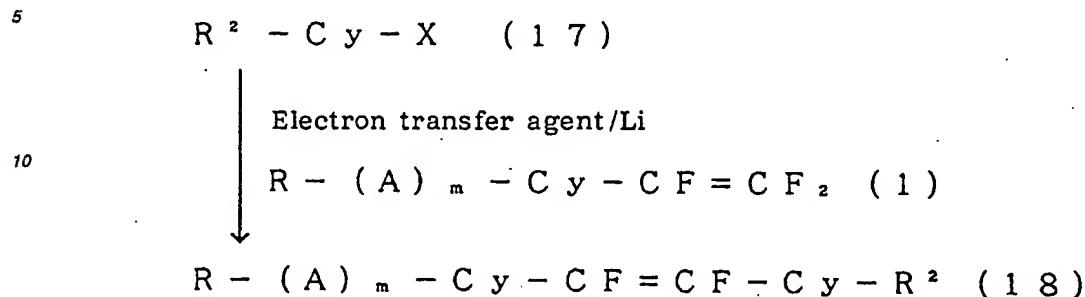 5
R² - Cy - X (17)
Electron transfer agent/Li
10
R - (A)ₘ - Cy - CF = CF₂ (1)
R - (A)ₘ - Cy - CF = CF - Cy - R² (18)